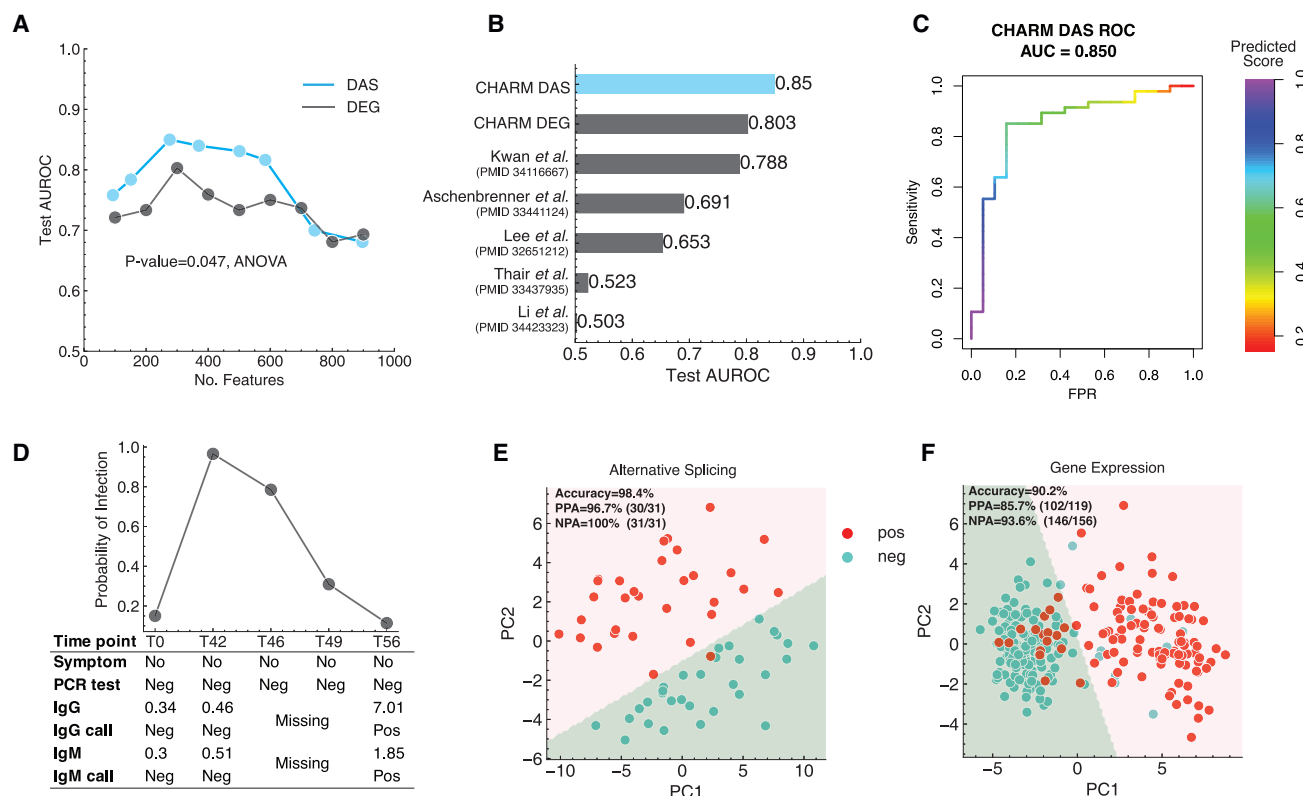 A
1.0
0.9
0.8
0.7
0.6
0.5
Test AUROC
DAS
DEG
P-value=0.047, ANOVA
0
200
400
600
800
1000
No. Features
B
CHARM DAS
0.85
CHARM DEG
0.803
Kwan et al.
(PMID 34116667)
0.788
Aschenbrenner et al.
(PMID 33441124)
0.691
Lee et al.
(PMID 32651212)
0.653
Thair et al.
(PMID 33437935)
0.523
Li et al.
(PMID 34423323)
0.503
0.5
0.6
0.7
0.8
0.9
1.0
Test AUROC
C
CHARM DAS ROC
AUC = 0.850
Sensitivity
0.0
0.2
0.4
0.6
0.8
1.0
0.0
0.2
0.4
0.6
0.8
1.0
FPR
Predicted
Score
1.0
0.8
0.6
0.4
0.2
D
Probability of Infection
1.0
0.8
0.6
0.4
0.2
Time point T0 T42 T46 T49 T56
Symptom No No No No No
PCR test Neg Neg Neg Neg Neg
IgG 0.34 0.46 Missing 7.01
IgG call Neg Neg Pos
IgM 0.3 0.51 Missing 1.85
IgM call Neg Neg Pos
E
Alternative Splicing
Accuracy=98.4%
PPA=96.7% (30/31)
NPA=100% (31/31)
PC2
6
4
2
0
−2
−4
−6
−10
−5
0
5
10
PC1
pos
neg
F
Gene Expression
Accuracy=90.2%
PPA=85.7% (102/119)
NPA=93.6% (146/156)
PC2
6
4
2
0
−2
−4
−5
0
5
PC1